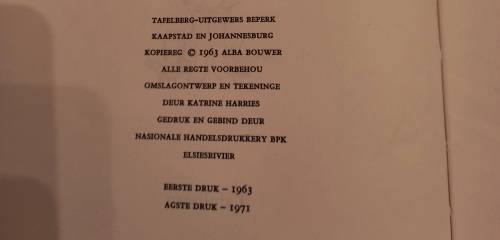 TAFELBERG-UITGEWERS BEPERK
KAAPSTAD EN JOHANNESBURG
KOPIEREG © 1963 ALBA BOUWER
ALLE REGTE VOORBEHOU
OMSLAGONTWERP EN TEKENINGE
DEUR KATRINE HARRIES
GEDRUK EN GEBIND DEUR
NASIONALE HANDELSDRUKKERY BPK
ELSIESRIVIER
EERSTE DRUK – 1963
AGSTE DRUK – 1971